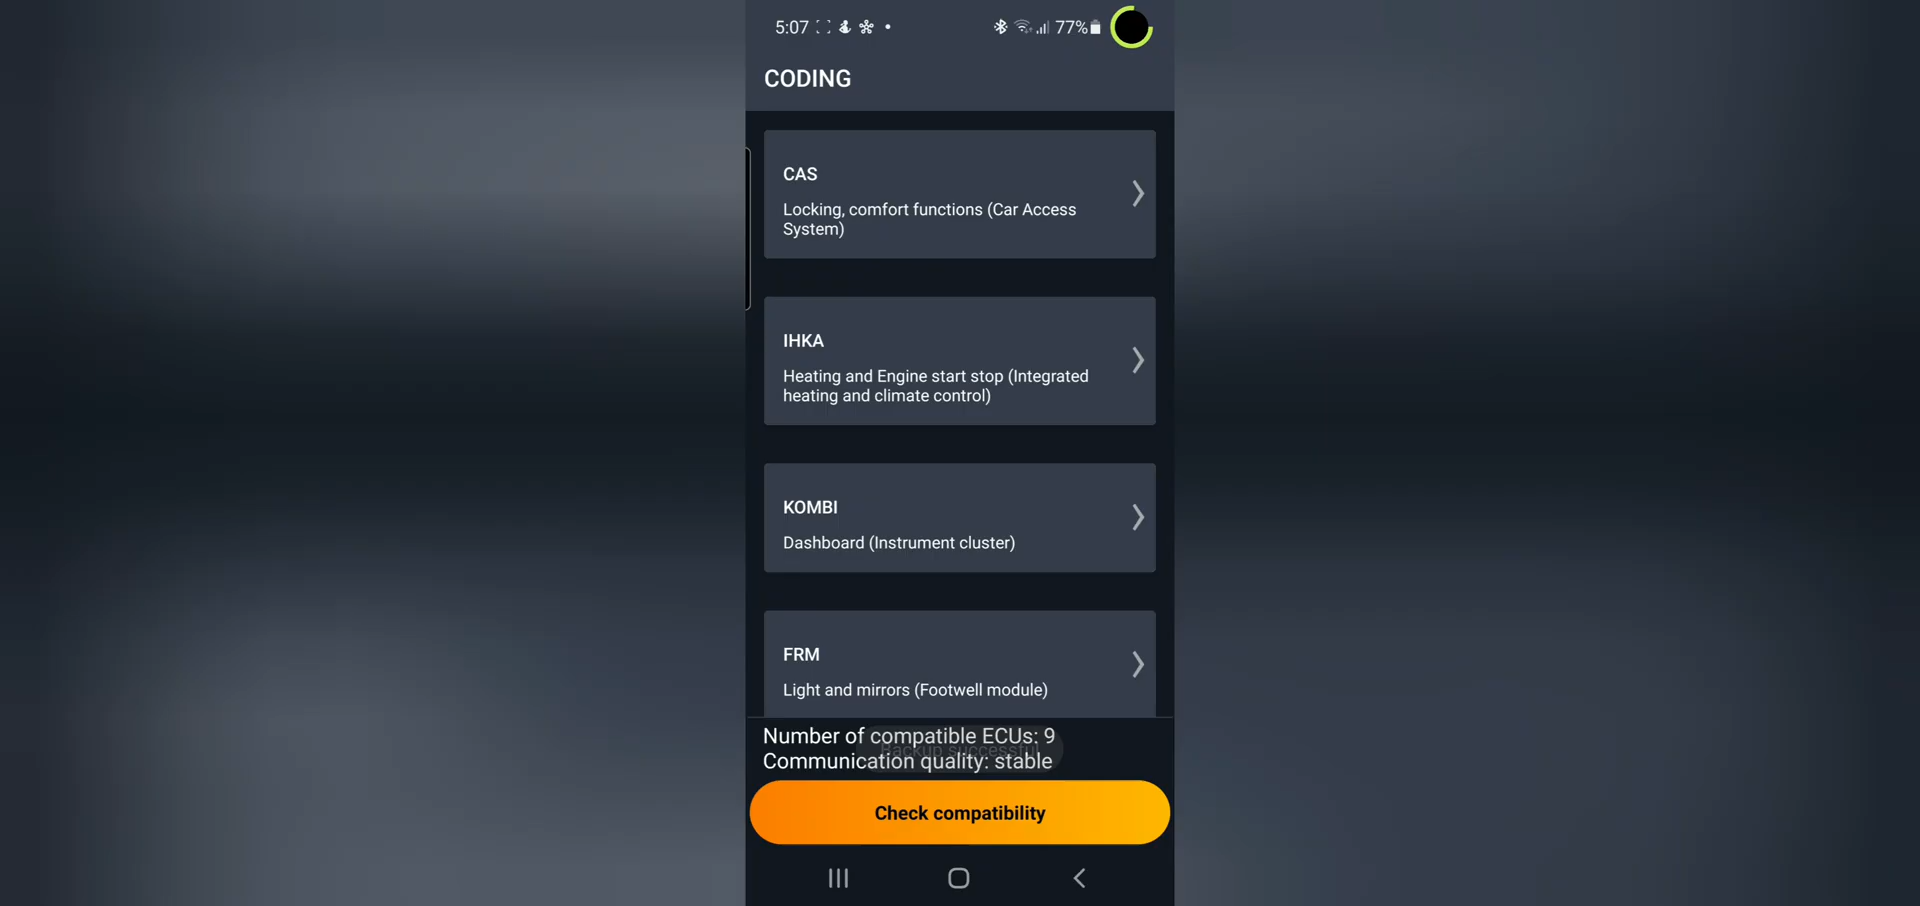 5:07
77%
CODING
CAS
Locking, comfort functions (Car Access
System)
IHKA
Heating and Engine start stop (Integrated
heating and climate control)
KOMBI
Dashboard (Instrument cluster)
FRM
Light and mirrors (Footwell module)
Number of compatible ECUs: 9
Backup successful
Communication quality: stable
Check compatibility